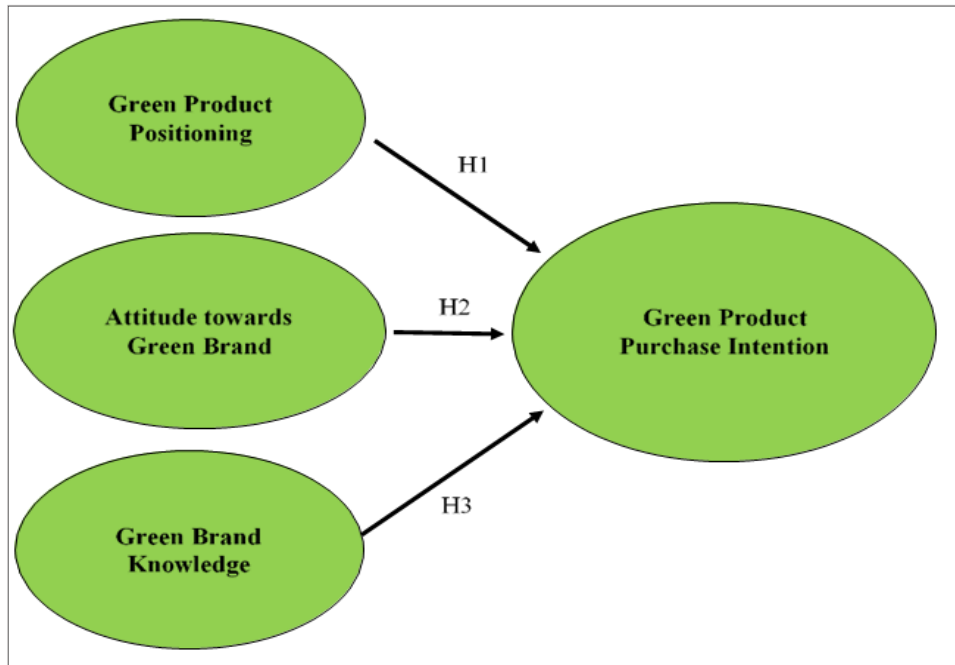 Green Product
Positioning
H1
Attitude towards
Green Brand
H2
Green Product
Purchase Intention
Green Brand
Knowledge
H3